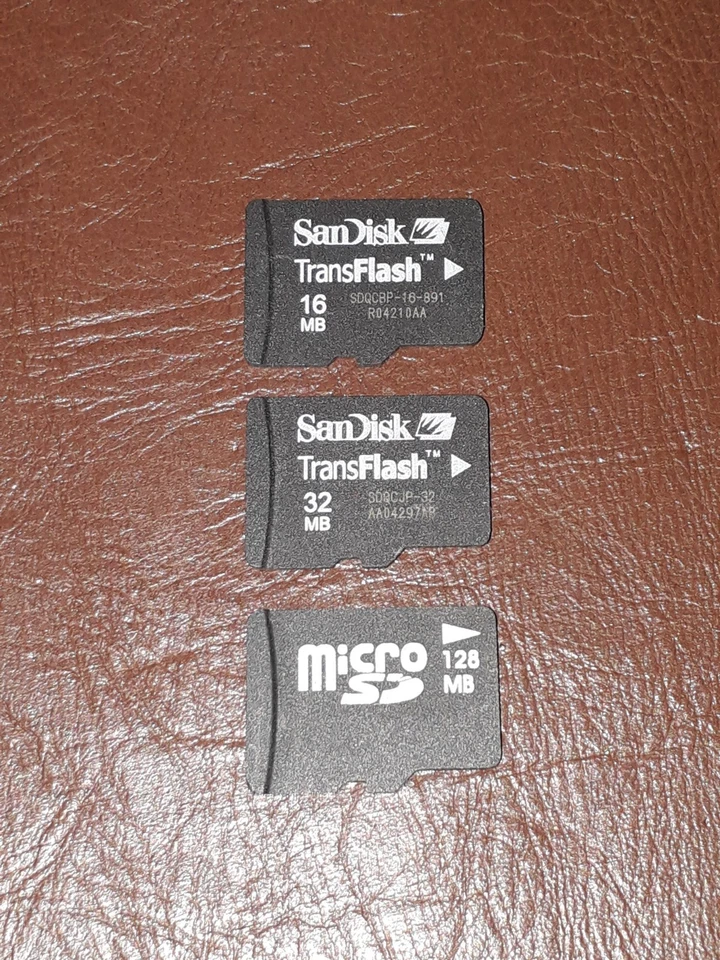 SanDisk
TransFlash™
16
MB
SDQCBP-16-891
R04210AA
SanDisk
TransFlash™
32
MB
SDQCJP-32
micro
SD
128
MB